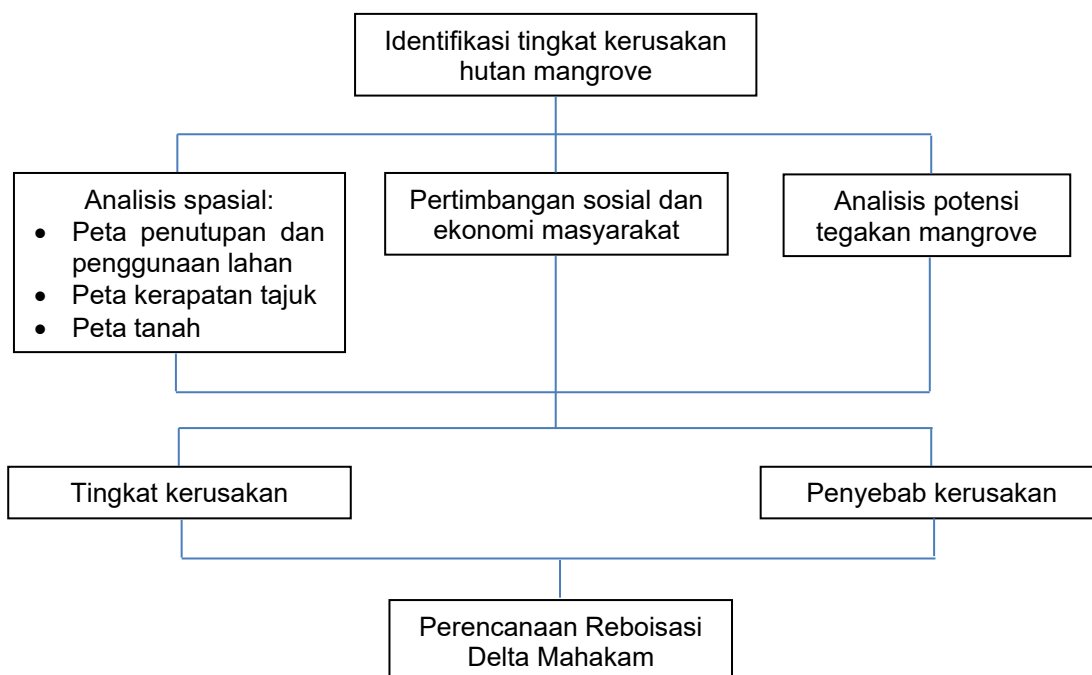 Identifikasi tingkat kerusakan
hutan mangrove
Analisis spasial:
• Peta penutupan dan
penggunaan lahan
• Peta kerapatan tajuk
• Peta tanah
Pertimbangan sosial dan
ekonomi masyarakat
Analisis potensi
tegakan mangrove
Tingkat kerusakan
Penyebab kerusakan
Perencanaan Reboisasi
Delta Mahakam